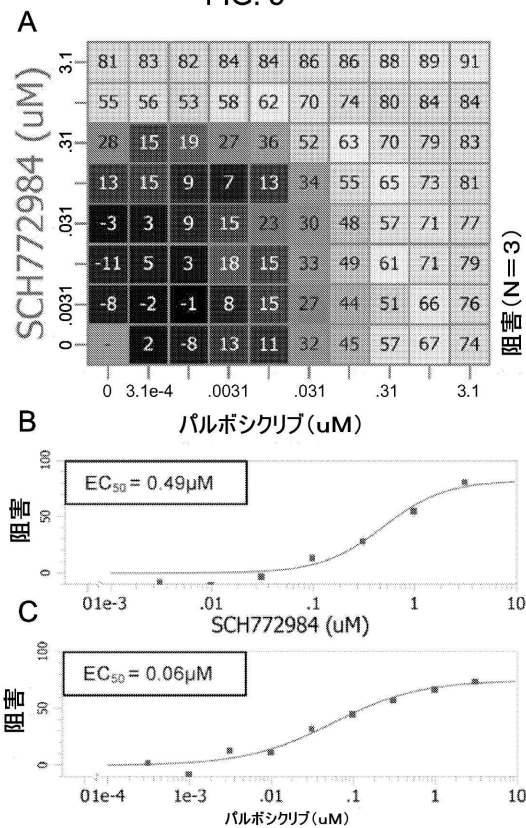 FIG. 6
A
SCH772984 (uM)
3.1 81 83 82 84 84 86 86 88 89 91
55 56 53 58 62 70 74 80 84 84
.31 28 15 19 27 36 52 63 70 79 83
13 15 9 7 13 34 55 65 73 81
.031 -3 3 9 15 23 30 48 57 71 77
-11 5 3 18 15 33 49 61 71 79
.0031 -8 -2 -1 8 15 27 44 51 66 76
0 - 2 -8 13 11 32 45 57 67 74
0 3.1e-4 .0031 .031 .31 3.1
パルボシクリブ(uM)
阻害(N=3)
B
EC50 = 0.49μM
100
50
0
阻害
01e-3 .01 .1 1 10
SCH772984 (uM)
C
EC50 = 0.06μM
100
50
0
阻害
01e-4 1e-3 .01 .1 1 10
パルボシクリブ(uM)